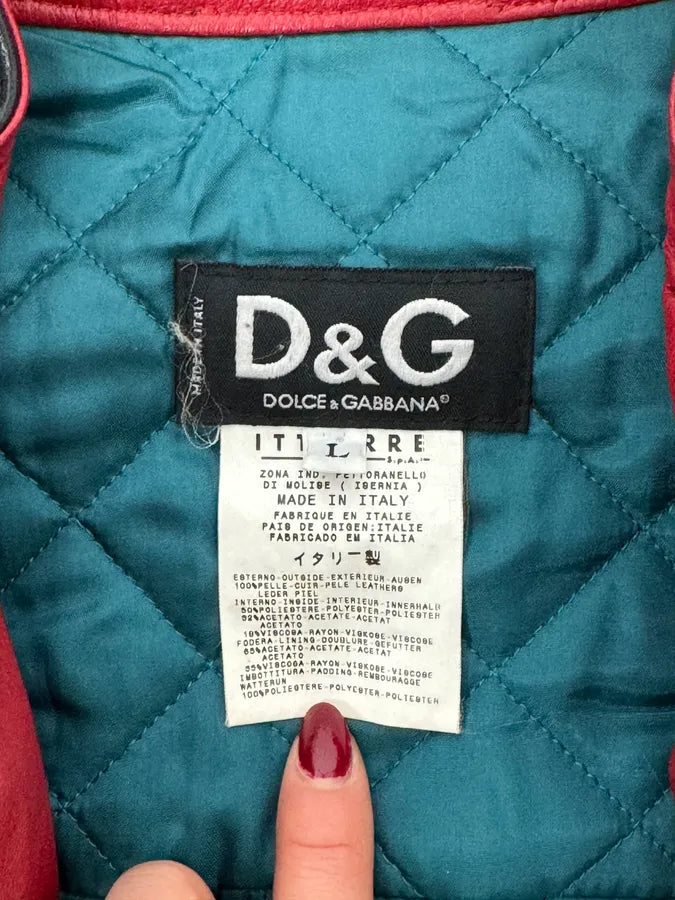 MADE IN ITALY
D&G
DOLCE & GABBANA®
ITTIERRE
L
S.p.A.
ZONA IND. PETTORANELLO
DI MOLISE ( ISERNIA )
MADE IN ITALY
FABRIQUE EN ITALIE
PAIS DE ORIGEN:ITALIE
FABRICADO EM ITALIA
イタリー製
ESTERNO-OUTSIDE-EXTERIEUR-AUBEN
100%PELLE-CUIR-PELE LEATHERS
LEDER PIEL
INTERNO-INSIDE-INTERIEUR-INNERHALB
50%POLIESTERE-POLYESTER-POLIESTER
32%ACETATO-ACETATE-ACETAT
ACETATO
18%VISCOSA-RAYON-VISKOSE-VISCOSE
FODERA-LINING-DOUBLURE-GEFUTTER
65%ACETATO-ACETATE-ACETAT
ACETATO
35%VISCOSA-RAYON-VISKOSE-VISCOSE
IMBOTTITURA-PADDING-REMBOURAGGE
WATTERUN
100%POLIESTERE-POLYESTER-POLIESTER